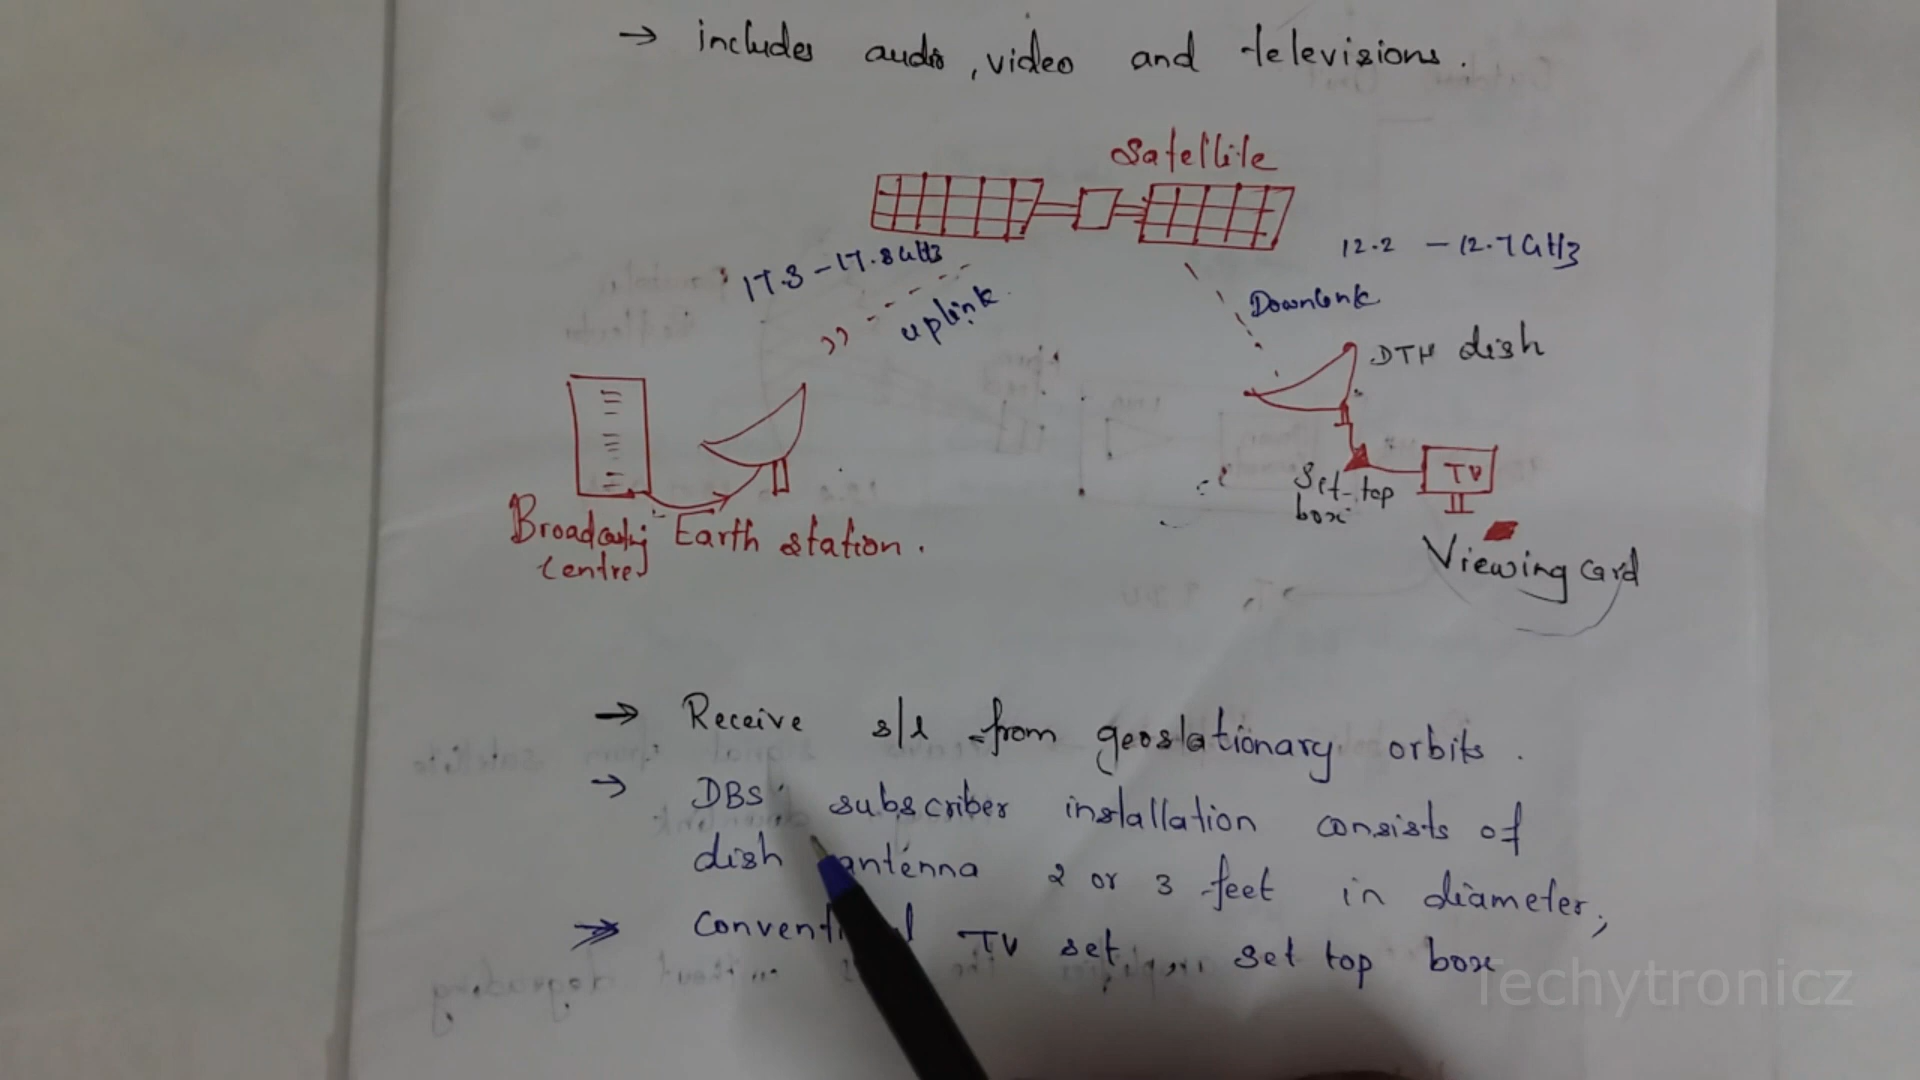 → includes audio, video and televisions.
Satellite
17.3 - 17.8 GHz
uplink
12.2 - 12.7 GHz
Downlink
DTH dish
TV
Set-top
box
Broadcasting
Centre
Earth station.
Viewing Card
→ Receive s/l from geostationary orbits.
→ DBS subscriber installation consists of
dish antenna 2 or 3 feet in diameter,
→ TV set, set top box
Techytronicz